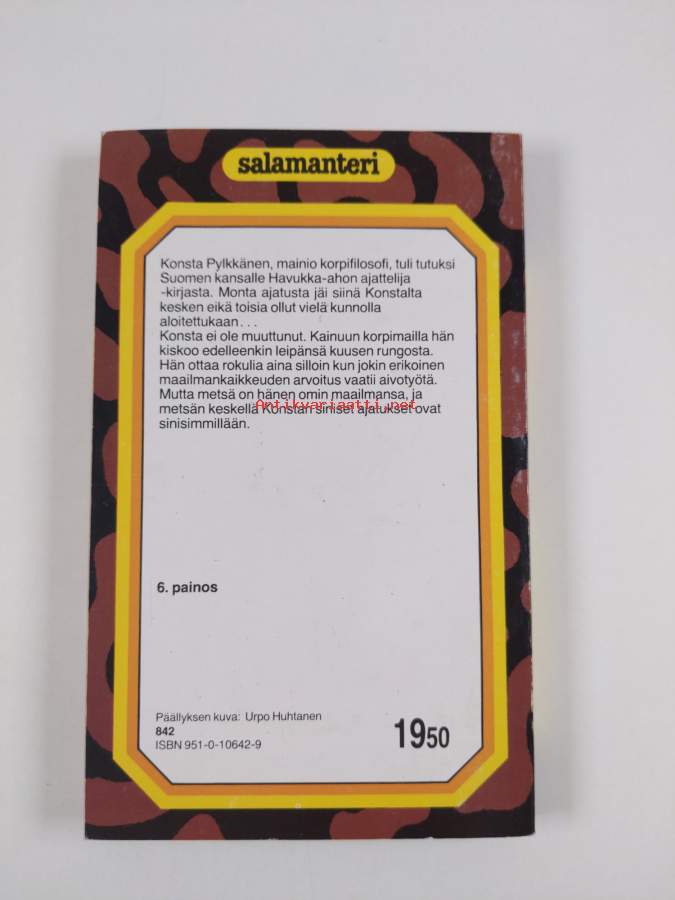 salamanteri
Konsta Pylkkänen, mainio korpifilosofi, tuli tutuksi
Suomen kansalle Havukka-ahon ajattelija
-kirjasta. Monta ajatusta jäi siinä Konstalta
kesken eikä toisia ollut vielä kunnolla
aloitettukaan...
Konsta ei ole muuttunut. Kainuun korpimailla hän
kiskoo edelleenkin leipänsä kuusen rungosta.
Hän ottaa rokulia aina silloin kun jokin erikoinen
maailmankaikkeuden arvoitus vaatii aivotyötä.
Mutta metsä on hänen omin maailmansa, ja
metsän keskellä Konstan siniset ajatukset ovat
sinisimmillään.
Antikvariaatti.net
6. painos
Päällyksen kuva: Urpo Huhtanen
842
ISBN 951-0-10642-9
1950